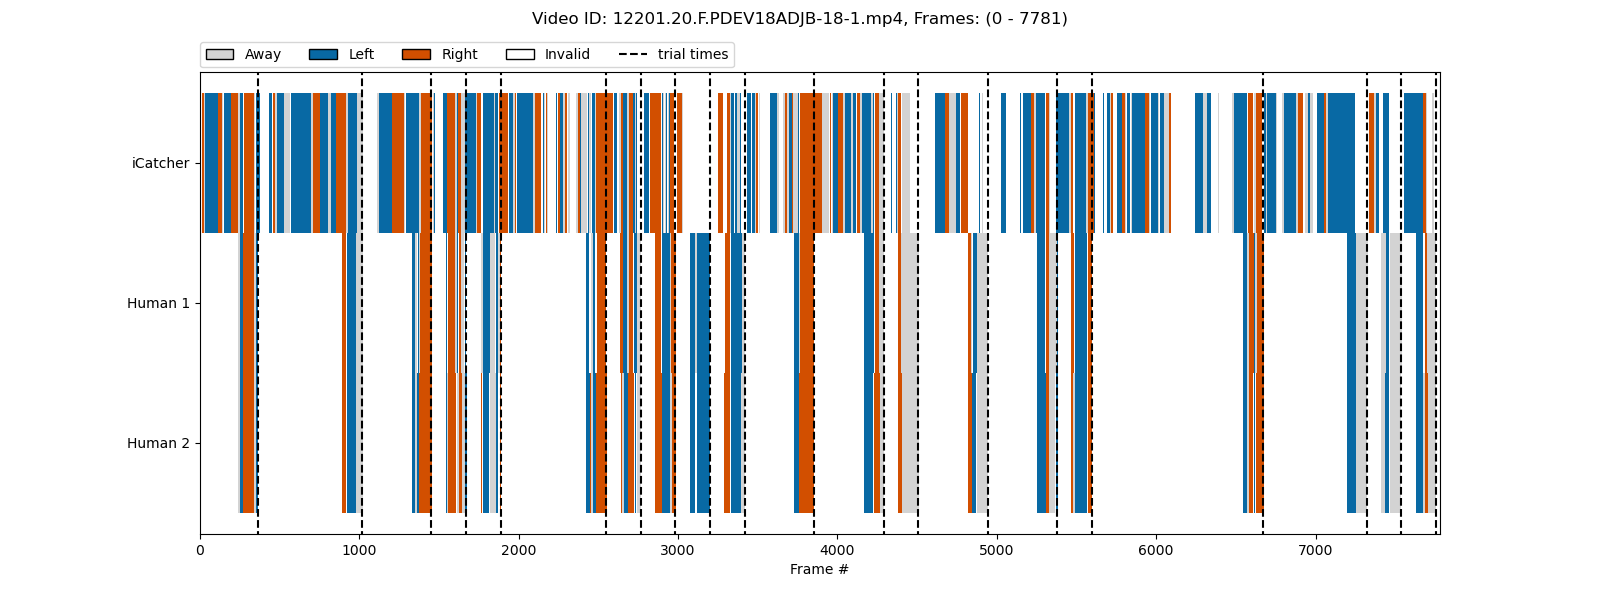 Video ID: 12201.20.F.PDEV18ADJB-18-1.mp4, Frames: (0 - 7781)
Away Left Right Invalid trial times
iCatcher
Human 1
Human 2
0 1000 2000 3000 4000 5000 6000 7000
Frame #